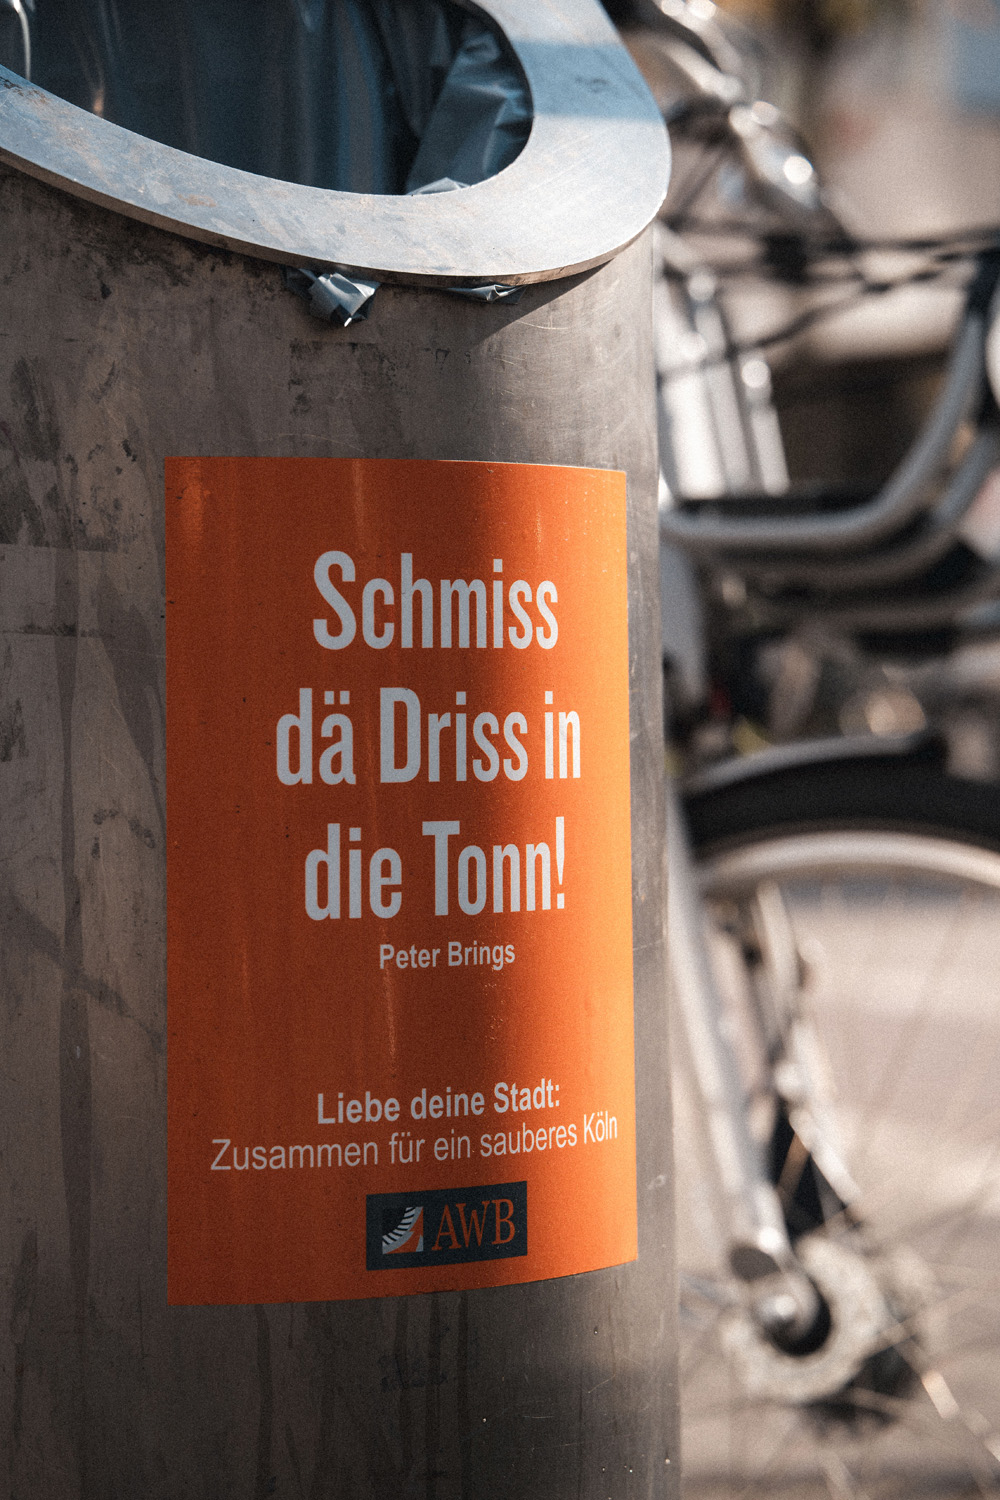 Schmiss
dä Driss in
die Tonn!
Peter Brings
Liebe deine Stadt:
Zusammen für ein sauberes Köln
AWB